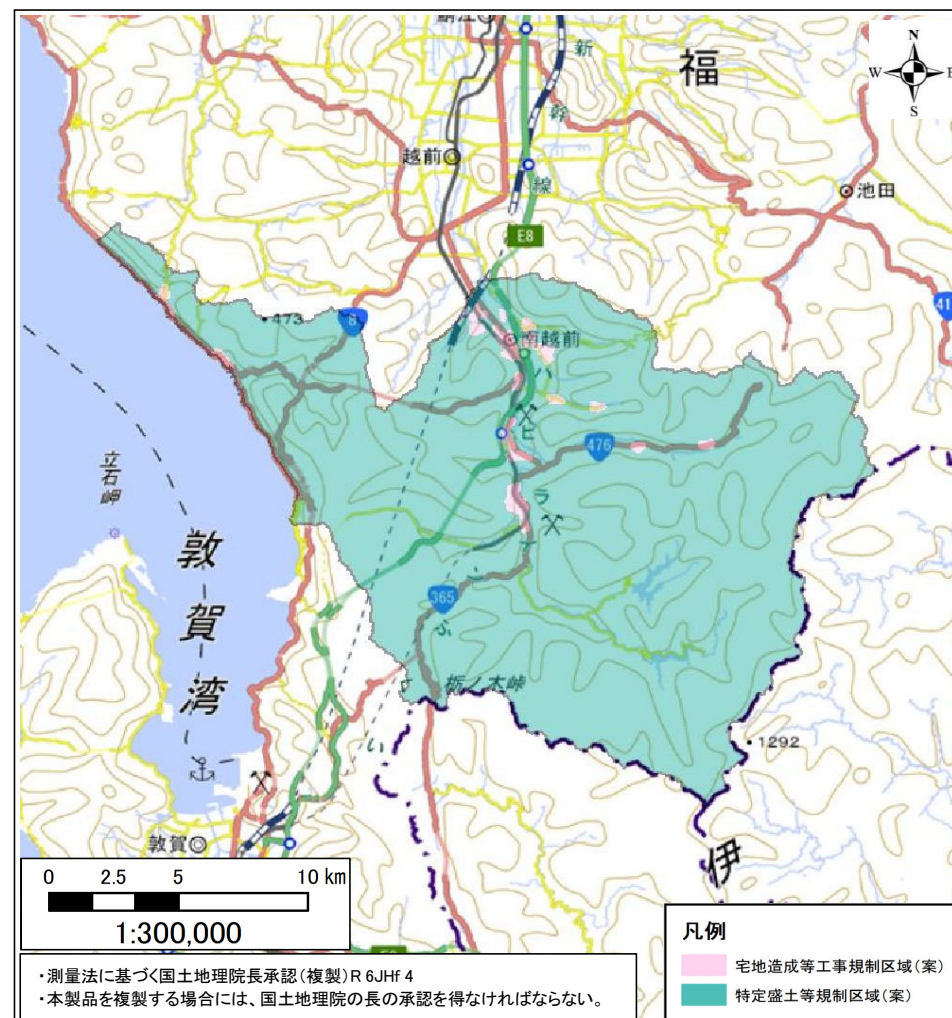 新幹線
福
N
W
E
S
越前
池田
E8
41
473
8
南越前
476
立石岬
敦賀湾
365
栃ノ木峠
1292
敦賀
伊
0 2.5 5 10 km
1:300,000
・測量法に基づく国土地理院長承認(複製)R 6JHf 4
・本製品を複製する場合には、国土地理院の長の承認を得なければならない。
凡例
宅地造成等工事規制区域(案)
特定盛土等規制区域(案)